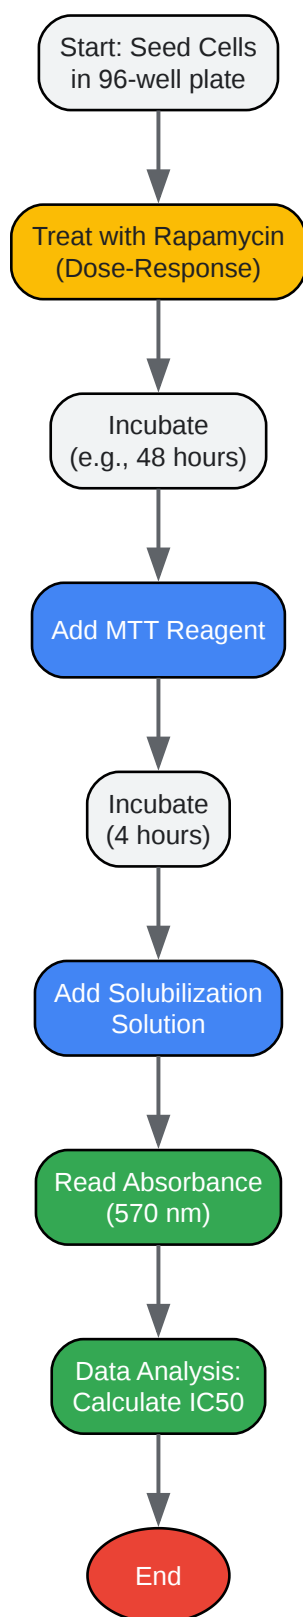 Start: Seed Cells
in 96-well plate
Treat with Rapamycin
(Dose-Response)
Incubate
(e.g., 48 hours)
Add MTT Reagent
Incubate
(4 hours)
Add Solubilization
Solution
Read Absorbance
(570 nm)
Data Analysis:
Calculate IC50
End